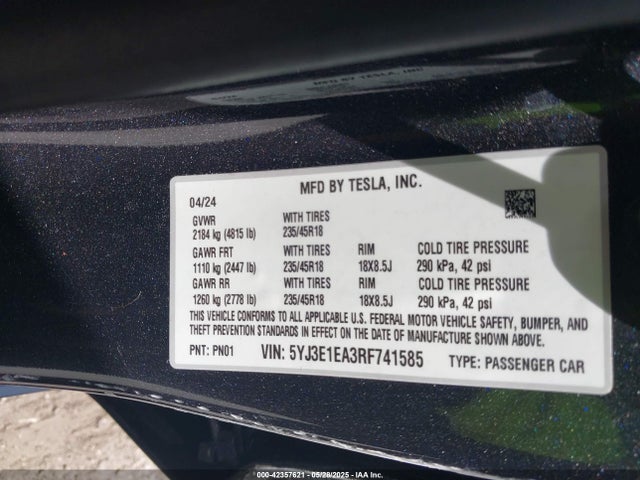 MFD BY TESLA, INC.
MFD BY TESLA, INC.
04/24
GVWR WITH TIRES
2184 kg (4815 lb) 235/45R18
GAWR FRT WITH TIRES RIM COLD TIRE PRESSURE
1110 kg (2447 lb) 235/45R18 18X8.5J 290 kPa, 42 psi
GAWR RR WITH TIRES RIM COLD TIRE PRESSURE
1260 kg (2778 lb) 235/45R18 18X8.5J 290 kPa, 42 psi
THIS VEHICLE CONFORMS TO ALL APPLICABLE U.S. FEDERAL MOTOR VEHICLE SAFETY, BUMPER, AND
THEFT PREVENTION STANDARDS IN EFFECT ON THE DATE OF MANUFACTURE SHOWN ABOVE.
PNT: PN01 VIN: 5YJ3E1EA3RF741585 TYPE: PASSENGER CAR
000-42357621 - 05/28/2025 - IAA Inc.